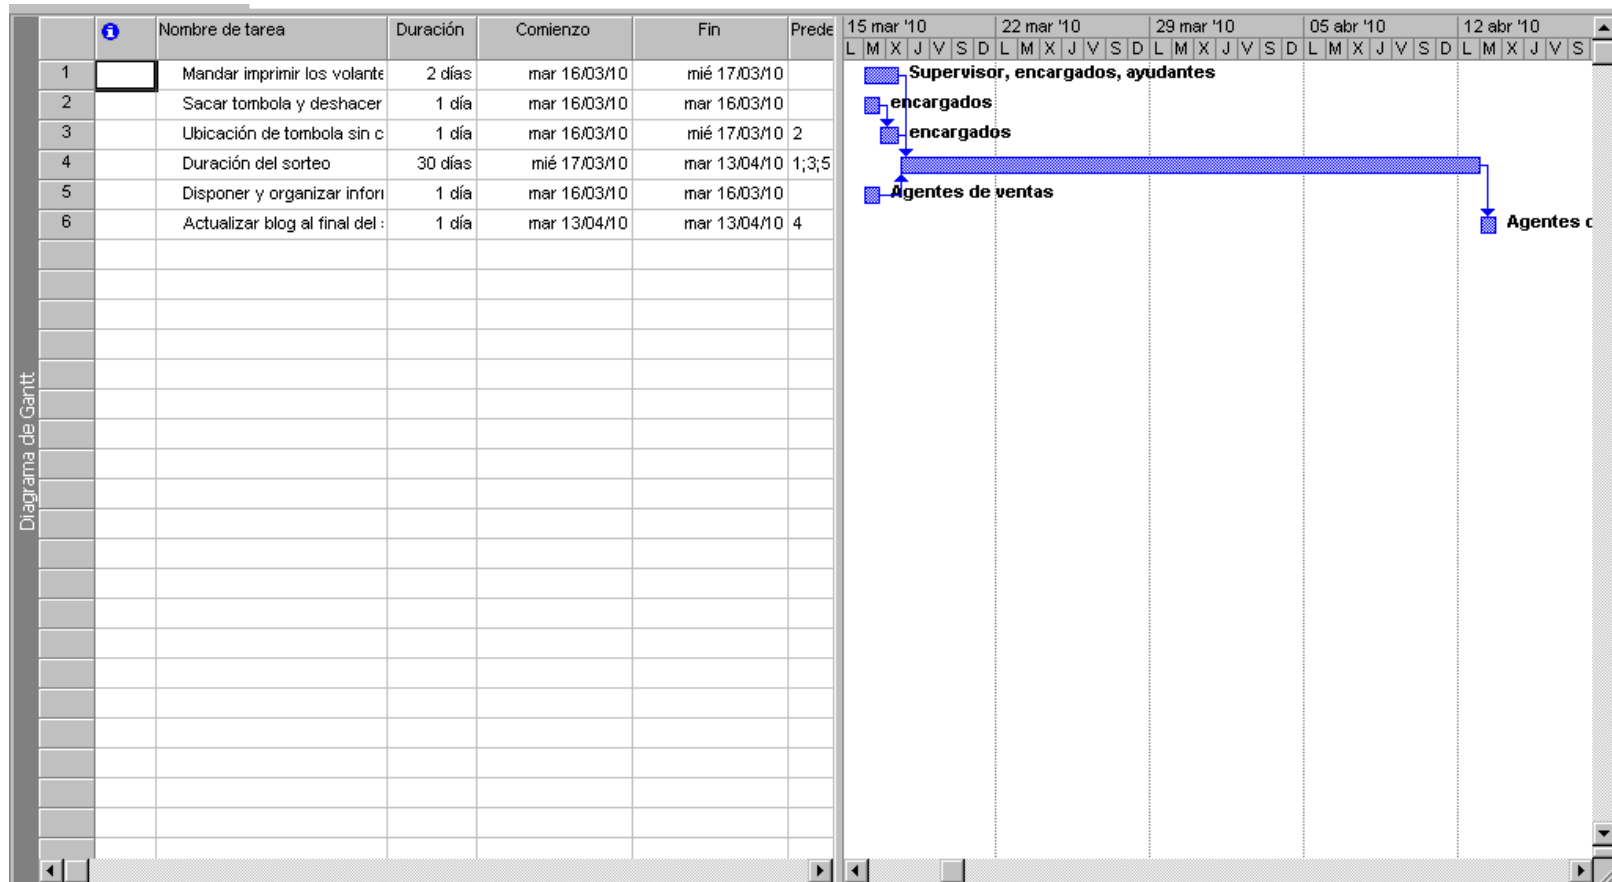 Nombre de tarea Duración Comienzo Fin Prede
15 mar '10 22 mar '10 29 mar '10 05 abr '10 12 abr '10
L M X J V S D L M X J V S D L M X J V S D L M X J V S D L M X J V S
1 Mandar imprimir los volante 2 días mar 16/03/10 mié 17/03/10 Supervisor, encargados, ayudantes
2 Sacar tombola y deshacer 1 día mar 16/03/10 mar 16/03/10 encargados
3 Ubicación de tombola sin c 1 día mar 16/03/10 mié 17/03/10 2 encargados
4 Duración del sorteo 30 días mié 17/03/10 mar 13/04/10 1;3;5
5 Disponer y organizar infori 1 día mar 16/03/10 mar 16/03/10 Agentes de ventas
6 Actualizar blog al final del 1 día mar 13/04/10 mar 13/04/10 4 Agentes
Diagrama de Gantt